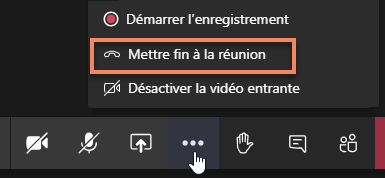 Démarrer l'enregistrement
Mettre fin à la réunion
Désactiver la vidéo entrante